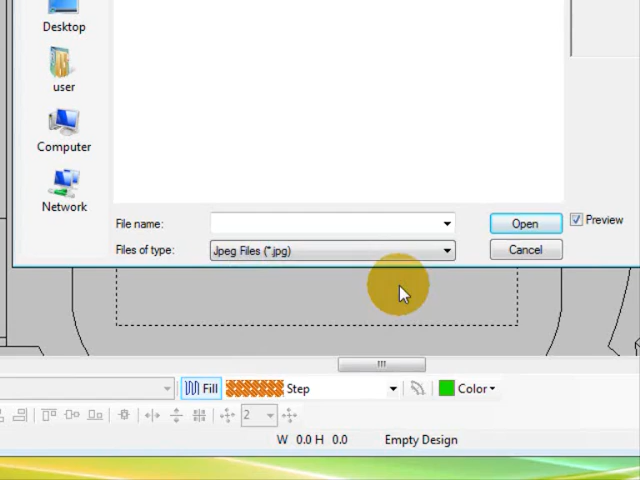 Desktop
user
Computer
Network
File name:
Open
Preview
Files of type:
Jpeg Files (*.jpg)
Cancel
Fill
Step
Color
2
W 0.0 H 0.0
Empty Design